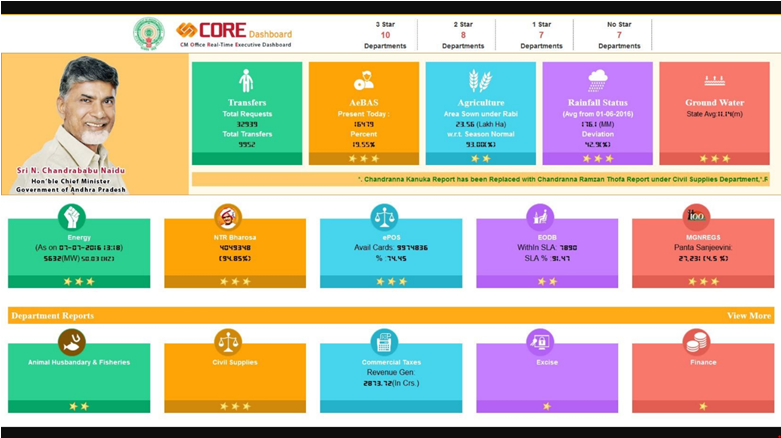 CORE Dashboard
CM Office Real-Time Executive Dashboard
3 Star
10
Departments
2 Star
8
Departments
1 Star
7
Departments
No Star
7
Departments
Sri N. Chandrababu Naidu
Hon'ble Chief Minister
Government of Andhra Pradesh
Transfers
Total Requests
32939
Total Transfers
9952
AeBAS
Present Today :
16479
Percent
19.55%
Agriculture
Area Sown under Rabi
23.56 (Lakh Ha)
w.r.t. Season Normal
Rainfall Status
(Avg from 01-06-2016)
176.1 (MM)
Deviation
42.9(%)
Ground Water
State Avg:11.14(m)
'. Chandranna Kanuka Report has been Replaced with Chandranna Ramzan Thofa Report under Civil Supplies Department.'.F
Energy
(As on 07-07-2016 13:18)
5632(MW) 50.03 (HZ)
NTR Bharosa
4049348
(94.85%)
ePOS
Avail Cards: 9974836
% :74.45
EODB
WithIn SLA: 7890
SLA % :91.47
MGNREGS
Panta Sanjeevini:
27,231 (4.5 %)
Department Reports
View More
Animal Husbandary & Fisheries
Civil Supplies
Commercial Taxes
Revenue Gen:
2873.72(In Crs.)
Excise
Finance